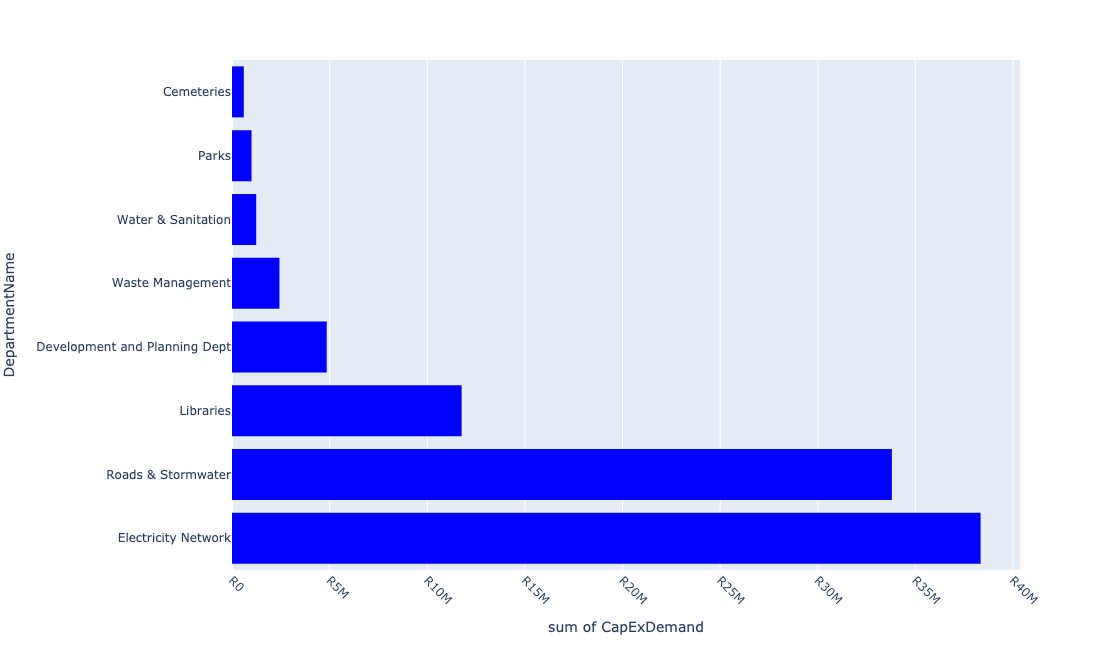 Cemeteries
Parks
Water & Sanitation
Waste Management
Development and Planning Dept
Libraries
Roads & Stormwater
Electricity Network
DepartmentName
R0
R5M
R10M
R15M
R20M
R25M
R30M
R35M
R40M
sum of CapExDemand